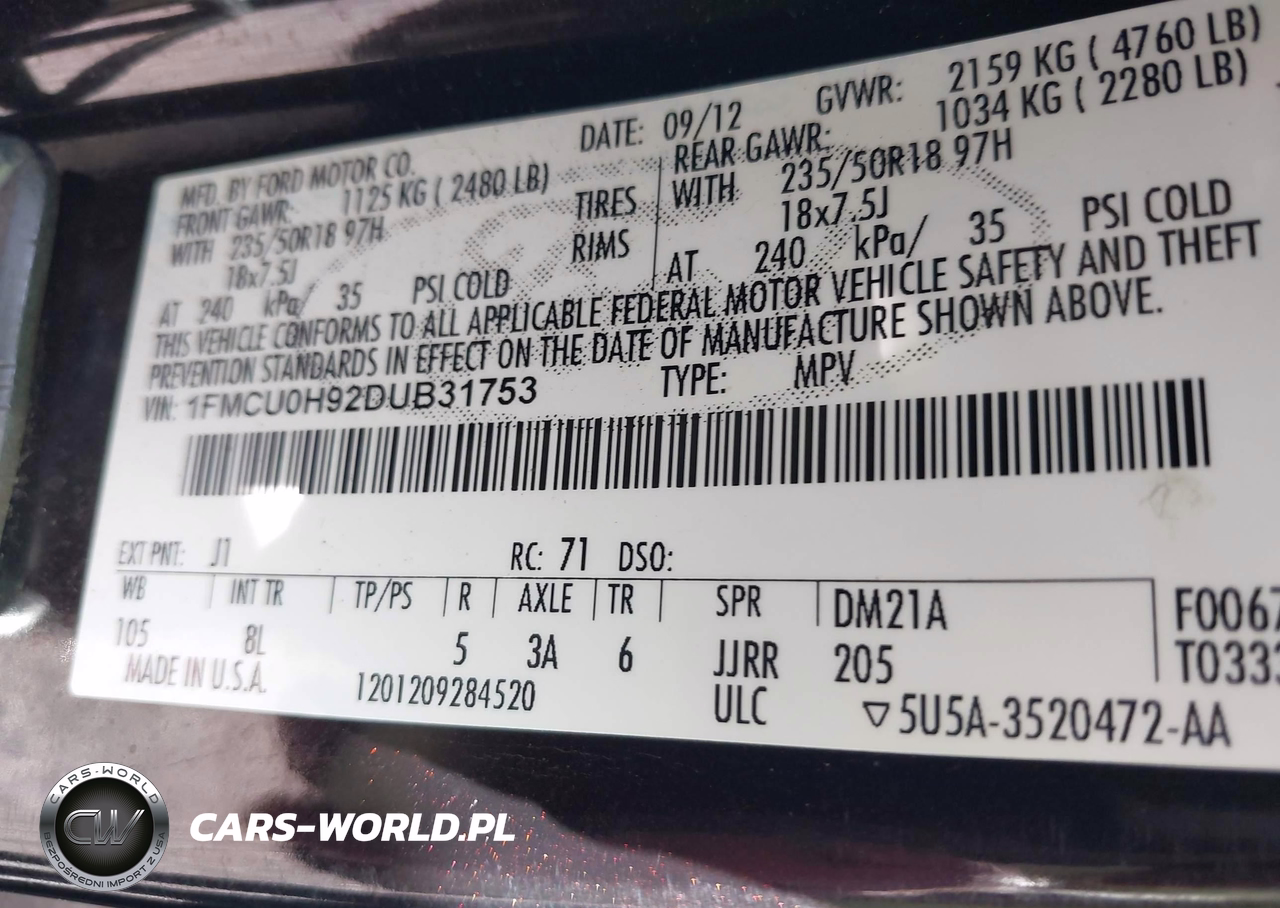 MFD. BY FORD MOTOR CO. DATE: 09/12 GVWR: 2159 KG ( 4760 LB)
FRONT GAWR: 1125 KG ( 2480 LB) REAR GAWR: 1034 KG ( 2280 LB)
WITH 235/50R18 97H TIRES WITH 235/50R18 97H
18x7.5J RIMS 18x7.5J
AT 240 kPa/ 35 PSI COLD AT 240 kPa/ 35 PSI COLD
THIS VEHICLE CONFORMS TO ALL APPLICABLE FEDERAL MOTOR VEHICLE SAFETY AND THEFT
PREVENTION STANDARDS IN EFFECT ON THE DATE OF MANUFACTURE SHOWN ABOVE.
VIN: 1FMCU0H92DUB31753 TYPE: MPV
EXT PNT: J1 RC: 71 DSO:
WB INT TR TP/PS R AXLE TR SPR DM21A F0067
105 8L 5 3A 6 JJRR 205
MADE IN U.S.A. 1201209284520 ULC ▽5U5A-3520472-AA
CARS-WORLD
CW
BEZPOŚREDNI IMPORT Z USA
CARS-WORLD.PL